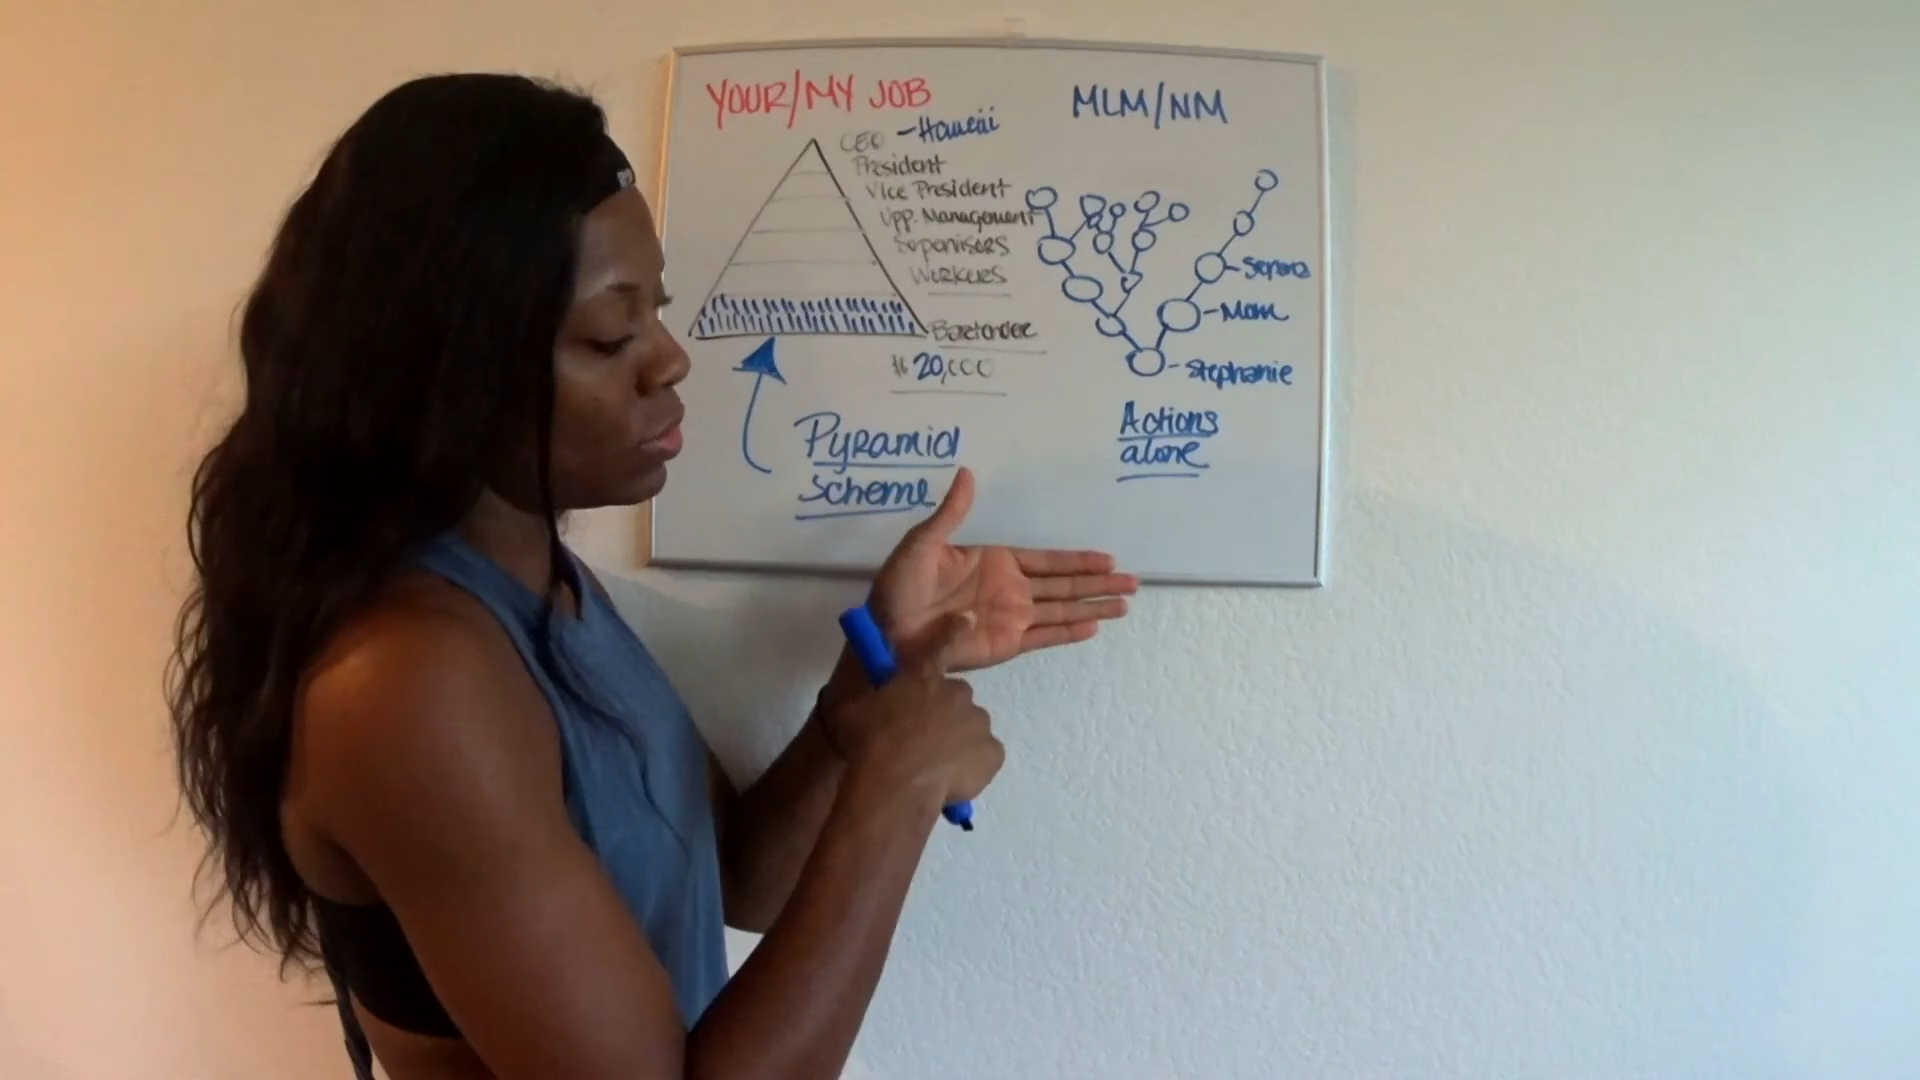 YOUR/MY JOB
CEO - Hawaii
President
Vice President
Upp. Management
Supervisors
Workers
Bartender
$ 20,000
Pyramid
Scheme
MLM/NM
Mom
Stephanie
Actions
alone